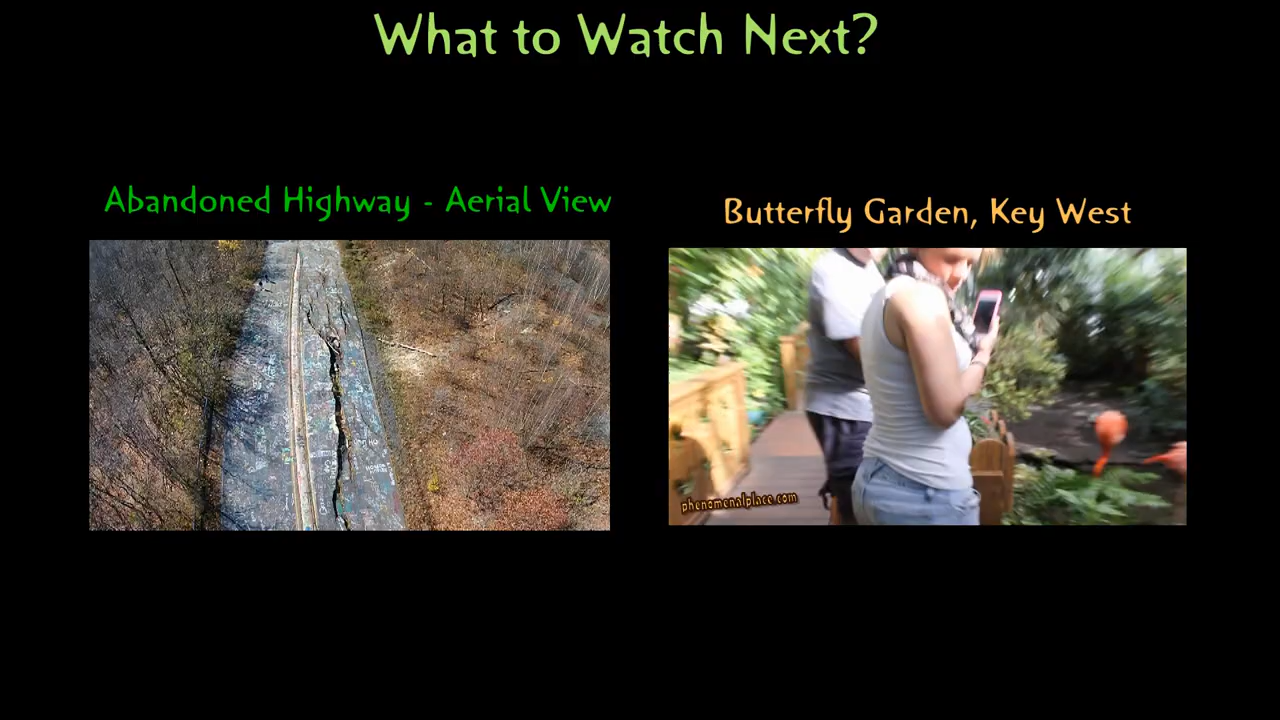 What to Watch Next?
Abandoned Highway - Aerial View
Butterfly Garden, Key West
phenomenalplace.com